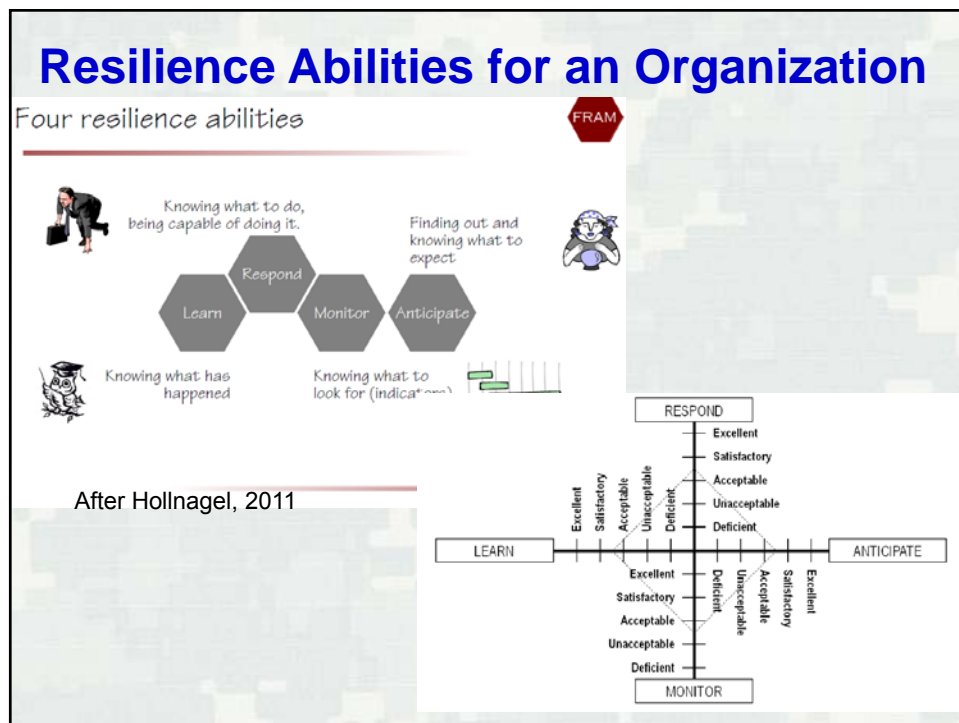 Resilience Abilities for an Organization
Four resilience abilities
FRAM
Knowing what to do,
being capable of doing it.
Finding out and
knowing what to
expect
Respond
Learn
Monitor
Anticipate
Knowing what has
happened
Knowing what to
look for (indicators)
After Hollnagel, 2011
RESPOND
Excellent
Satisfactory
Acceptable
Unacceptable
Deficient
Excellent
Satisfactory
Acceptable
Unacceptable
Deficient
LEARN
ANTICIPATE
Deficient
Unacceptable
Acceptable
Satisfactory
Excellent
Excellent
Satisfactory
Acceptable
Unacceptable
Deficient
MONITOR